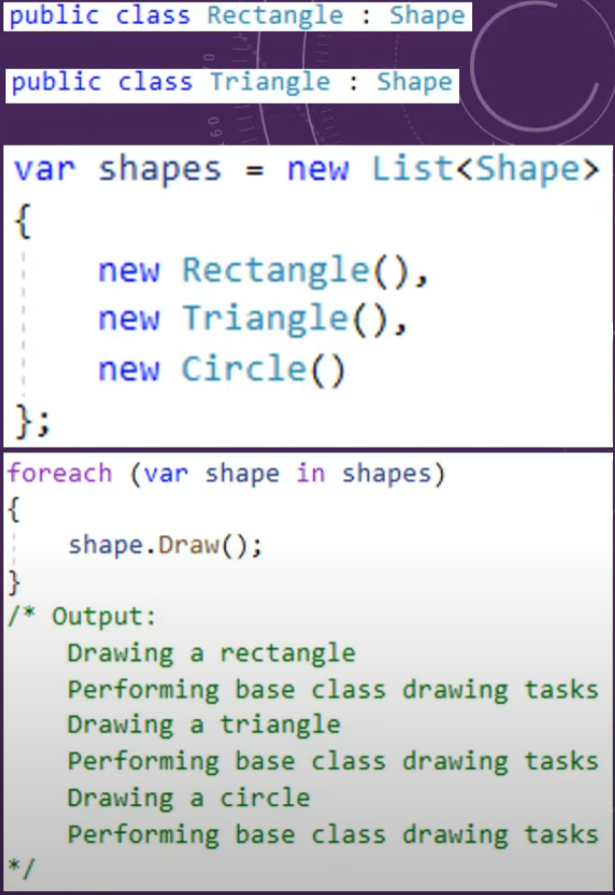 public class Rectangle : Shape
public class Triangle : Shape
var shapes = new List<Shape>
{
    new Rectangle(),
    new Triangle(),
    new Circle()
};
foreach (var shape in shapes)
{
    shape.Draw();
}
/* Output:
    Drawing a rectangle
    Performing base class drawing tasks
    Drawing a triangle
    Performing base class drawing tasks
    Drawing a circle
    Performing base class drawing tasks
*/